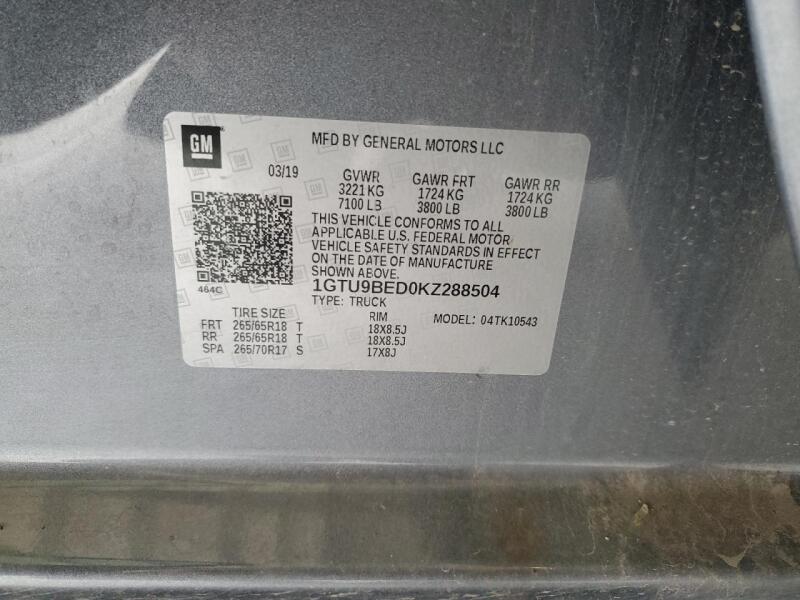 GM
MFD BY GENERAL MOTORS LLC
03/19
GVWR GAWR FRT GAWR RR
3221 KG 1724 KG 1724 KG
7100 LB 3800 LB 3800 LB
THIS VEHICLE CONFORMS TO ALL
APPLICABLE U.S. FEDERAL MOTOR
VEHICLE SAFETY STANDARDS IN EFFECT
ON THE DATE OF MANUFACTURE
SHOWN ABOVE.
464C
1GTU9BED0KZ288504
TYPE: TRUCK
TIRE SIZE RIM MODEL: 04TK10543
FRT 265/65R18 T 18X8.5J
RR 265/65R18 T 18X8.5J
SPA 265/70R17 S 17X8J